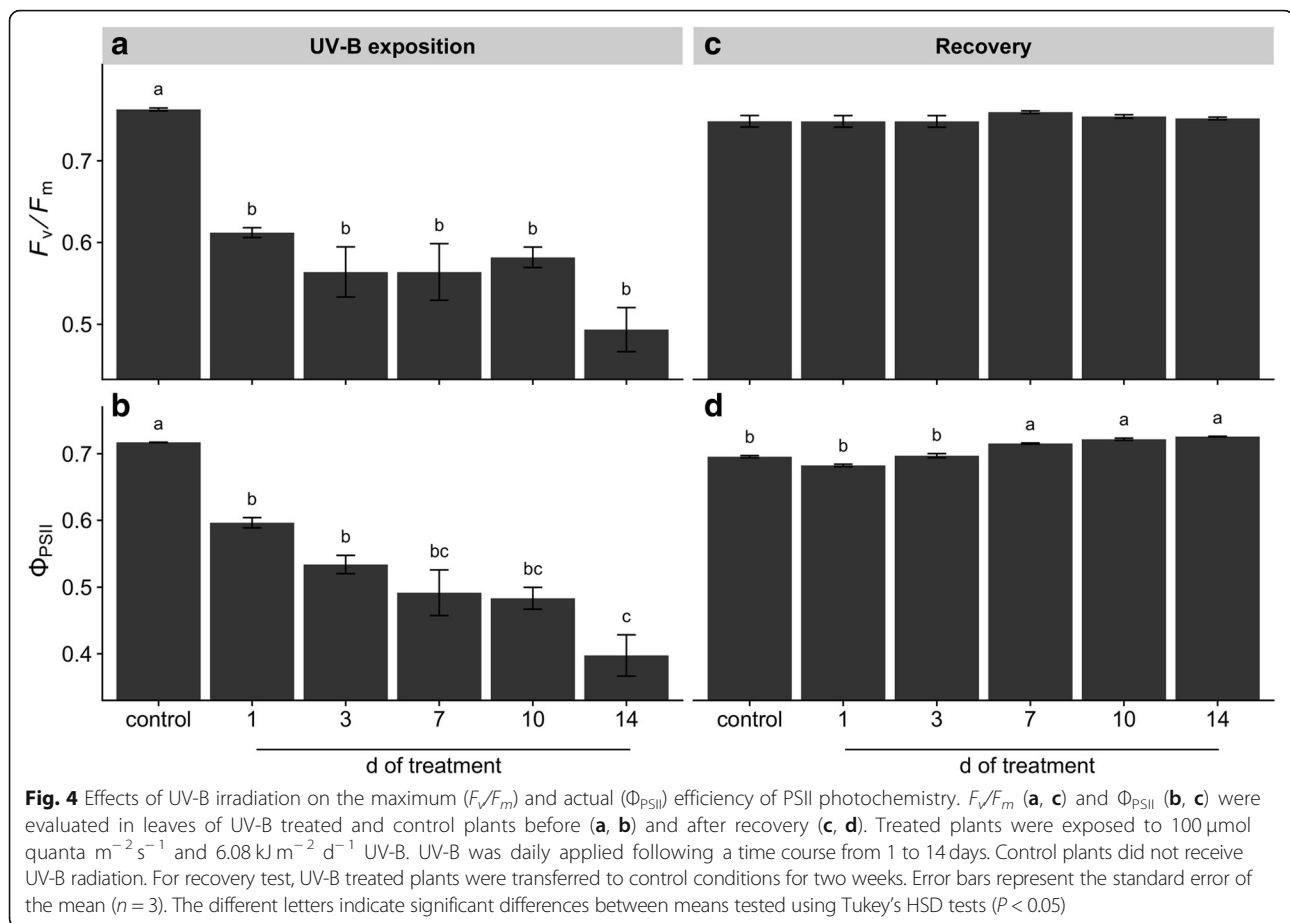 a UV-B exposition
c Recovery
a
b
b
b
b
b
0.7
0.6
0.5
Fv/Fm
b
d
a
b
b
bc
bc
c
b
b
b
a
a
a
0.7
0.6
0.5
0.4
ΦPSII
control 1 3 7 10 14
control 1 3 7 10 14
d of treatment
d of treatment
Fig. 4 Effects of UV-B irradiation on the maximum (Fv/Fm) and actual (ΦPSII) efficiency of PSII photochemistry. Fv/Fm (a, c) and ΦPSII (b, c) were
evaluated in leaves of UV-B treated and control plants before (a, b) and after recovery (c, d). Treated plants were exposed to 100 μmol
quanta m−2 s−1 and 6.08 kJ m−2 d−1 UV-B. UV-B was daily applied following a time course from 1 to 14 days. Control plants did not receive
UV-B radiation. For recovery test, UV-B treated plants were transferred to control conditions for two weeks. Error bars represent the standard error of
the mean (n = 3). The different letters indicate significant differences between means tested using Tukey's HSD tests (P < 0.05)